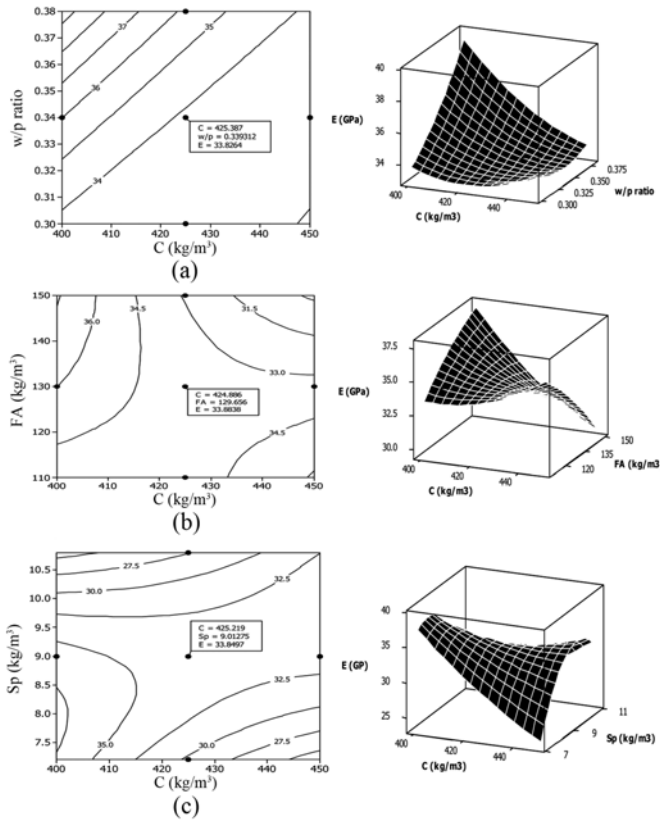 0.38
0.36
0.34
0.32
0.30
w/p ratio
37
35
36
34
C = 425.387
w/p = 0.339312
E = 33.8264
400 410 420 430 440 450
C (kg/m³)
(a)
40
38
36
34
E (GPa)
400
420
440
C (kg/m3)
0.375
0.350
0.325
0.300
w/p ratio
150
140
130
120
110
FA (kg/m³)
36.0
34.5
31.5
33.0
34.5
C = 424.886
FA = 129.656
E = 33.8838
400 410 420 430 440 450
C (kg/m³)
(b)
37.5
35.0
32.5
30.0
E (GPa)
400
420
440
C (kg/m3)
150
135
120
FA (kg/m3
10.5
10.0
9.5
9.0
8.5
8.0
7.5
Sp (kg/m³)
27.5
30.0
32.5
35.0
32.5
30.0
27.5
C = 425.219
Sp = 9.01275
E = 33.8497
400 410 420 430 440 450
C (kg/m³)
(c)
40
35
30
25
E (GP)
400
420
440
C (kg/m3)
11
9
7
Sp (kg/m3)